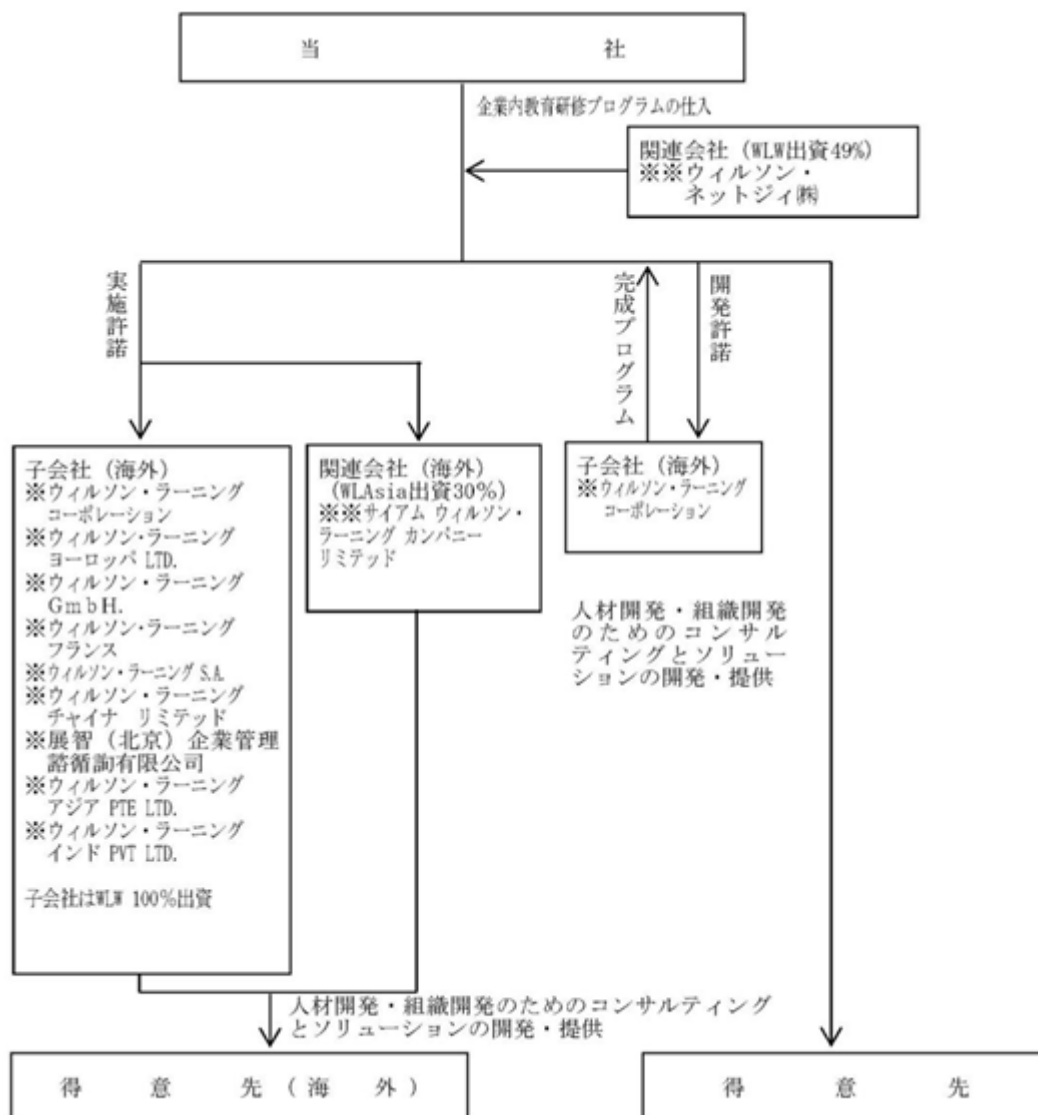 当社
企業内教育研修プログラムの仕入
関連会社 (WLW出資49%)
※※ウィルソン・
ネットジィ㈱
実施許諾
完成プログラム
開発許諾
子会社 (海外)
※ウィルソン・ラーニング
コーポレーション
※ウィルソン・ラーニング
ヨーロッパ LTD.
※ウィルソン・ラーニング
GmbH.
※ウィルソン・ラーニング
フランス
※ウィルソン・ラーニング S.A.
※ウィルソン・ラーニング
チャイナ リミテッド
※展智 (北京) 企業管理
諮循詢有限公司
※ウィルソン・ラーニング
アジア PTE LTD.
※ウィルソン・ラーニング
インド PVT LTD.
子会社はWLW 100%出資
関連会社 (海外)
(WLAsia出資30%)
※※サイアム ウィルソン・
ラーニング カンパニー
リミテッド
子会社 (海外)
※ウィルソン・ラーニング
コーポレーション
人材開発・組織開発
のためのコンサル
ティングとソリュー
ションの開発・提供
人材開発・組織開発のためのコンサルティング
とソリューションの開発・提供
得意先 (海外)
得意先